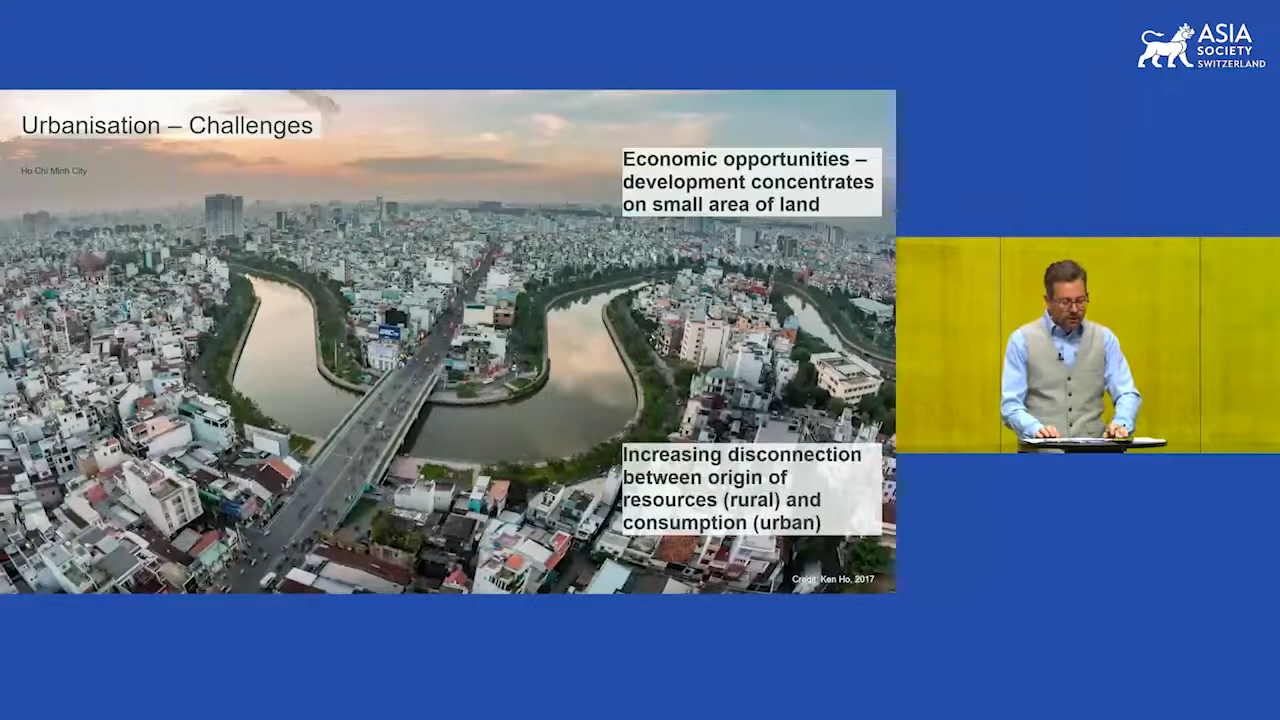 ASIA
SOCIETY
SWITZERLAND
Urbanisation – Challenges
Ho Chi Minh City
Economic opportunities –
development concentrates
on small area of land
Increasing disconnection
between origin of
resources (rural) and
consumption (urban)
Credit: Ken Ho, 2017